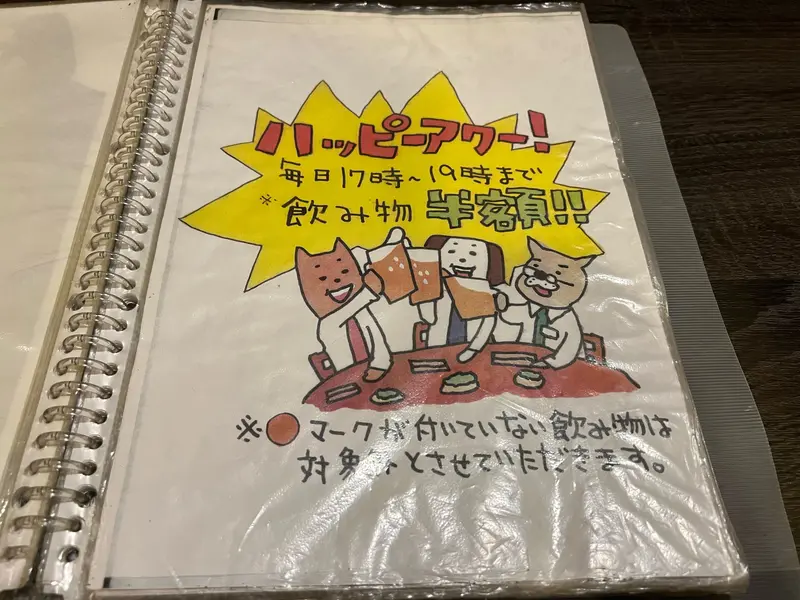 ハッピーアワー!
毎日17時~19時まで
※飲み物 半額!!
※●マークが付いていない飲み物は
対象外とさせていただきます。